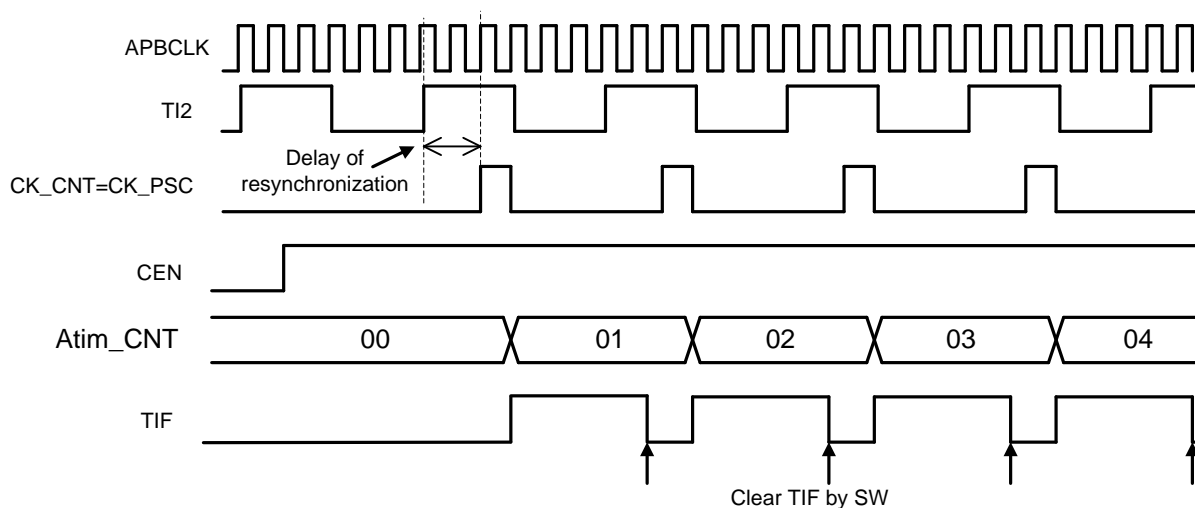 APBCLK
TI2
Delay of
resynchronization
CK_CNT=CK_PSC
CEN
Atim_CNT
00
01
02
03
04
TIF
Clear TIF by SW